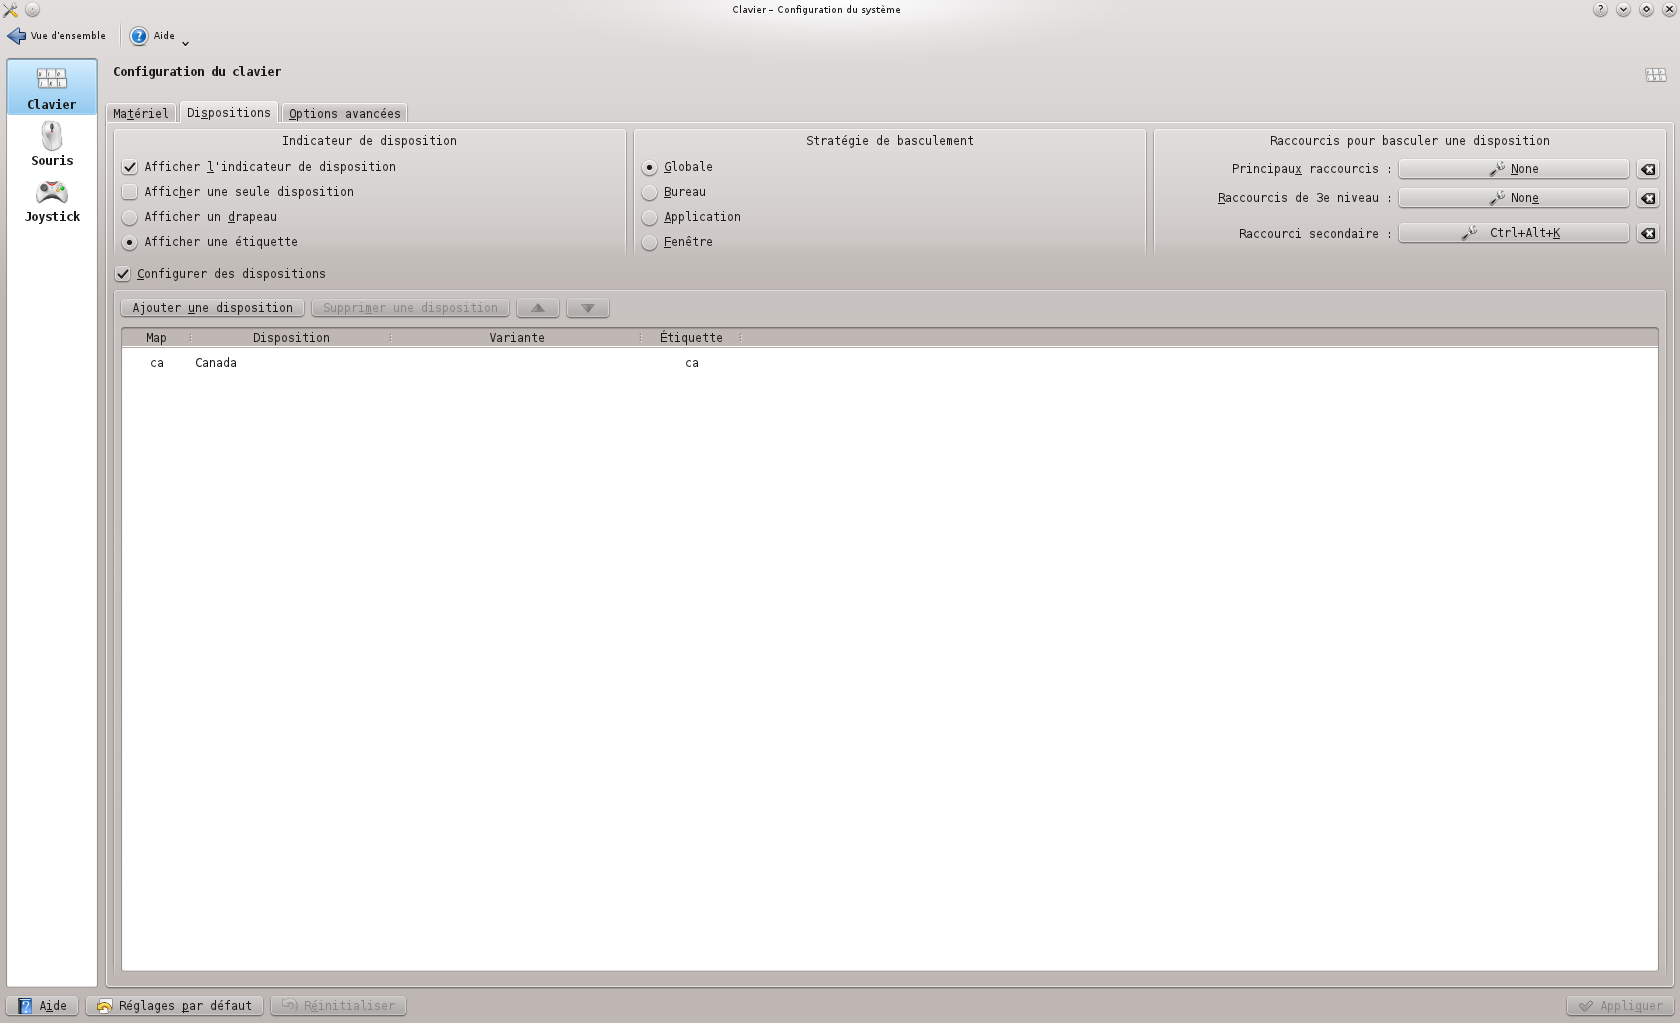 Clavier – Configuration du système
Vue d'ensemble
Aide
Clavier
Souris
Joystick
Configuration du clavier
Matériel
Dispositions
Options avancées
Indicateur de disposition
Afficher l'indicateur de disposition
Afficher une seule disposition
Afficher un drapeau
Afficher une étiquette
Stratégie de basculement
Globale
Bureau
Application
Fenêtre
Raccourcis pour basculer une disposition
Principaux raccourcis : None
Raccourcis de 3e niveau : None
Raccourci secondaire : Ctrl+Alt+K
Configurer des dispositions
Ajouter une disposition
Supprimer une disposition
Map Disposition Variante Étiquette
ca Canada ca
Aide
Réglages par défaut
Réinitialiser
Appliquer